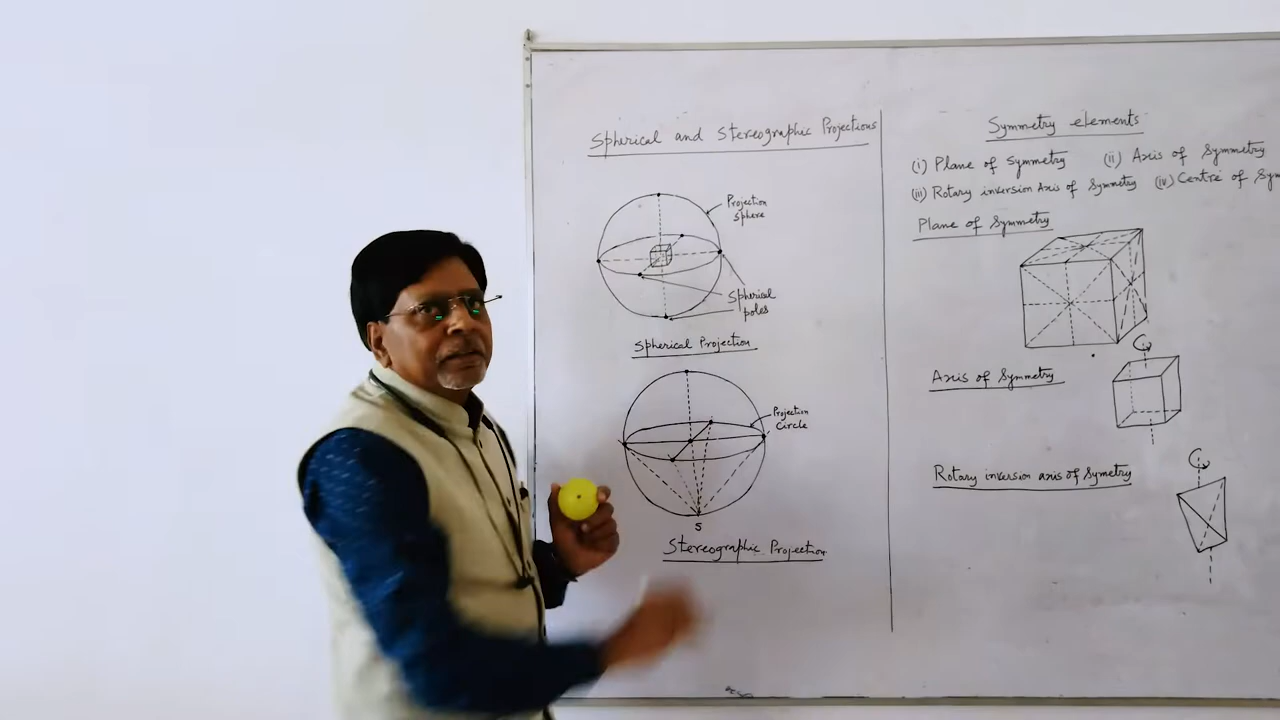 Spherical and Stereographic Projections
Projection
Sphere
Spherical
poles
Spherical Projection
Projection
Circle
S
Stereographic Projection
Symmetry elements
(i) Plane of Symmetry (ii) Axis of Symmetry
(iii) Rotary inversion Axis of Symmetry (iv) Centre of Sym
Plane of Symmetry
Axis of Symmetry
Rotary inversion axis of Symetry